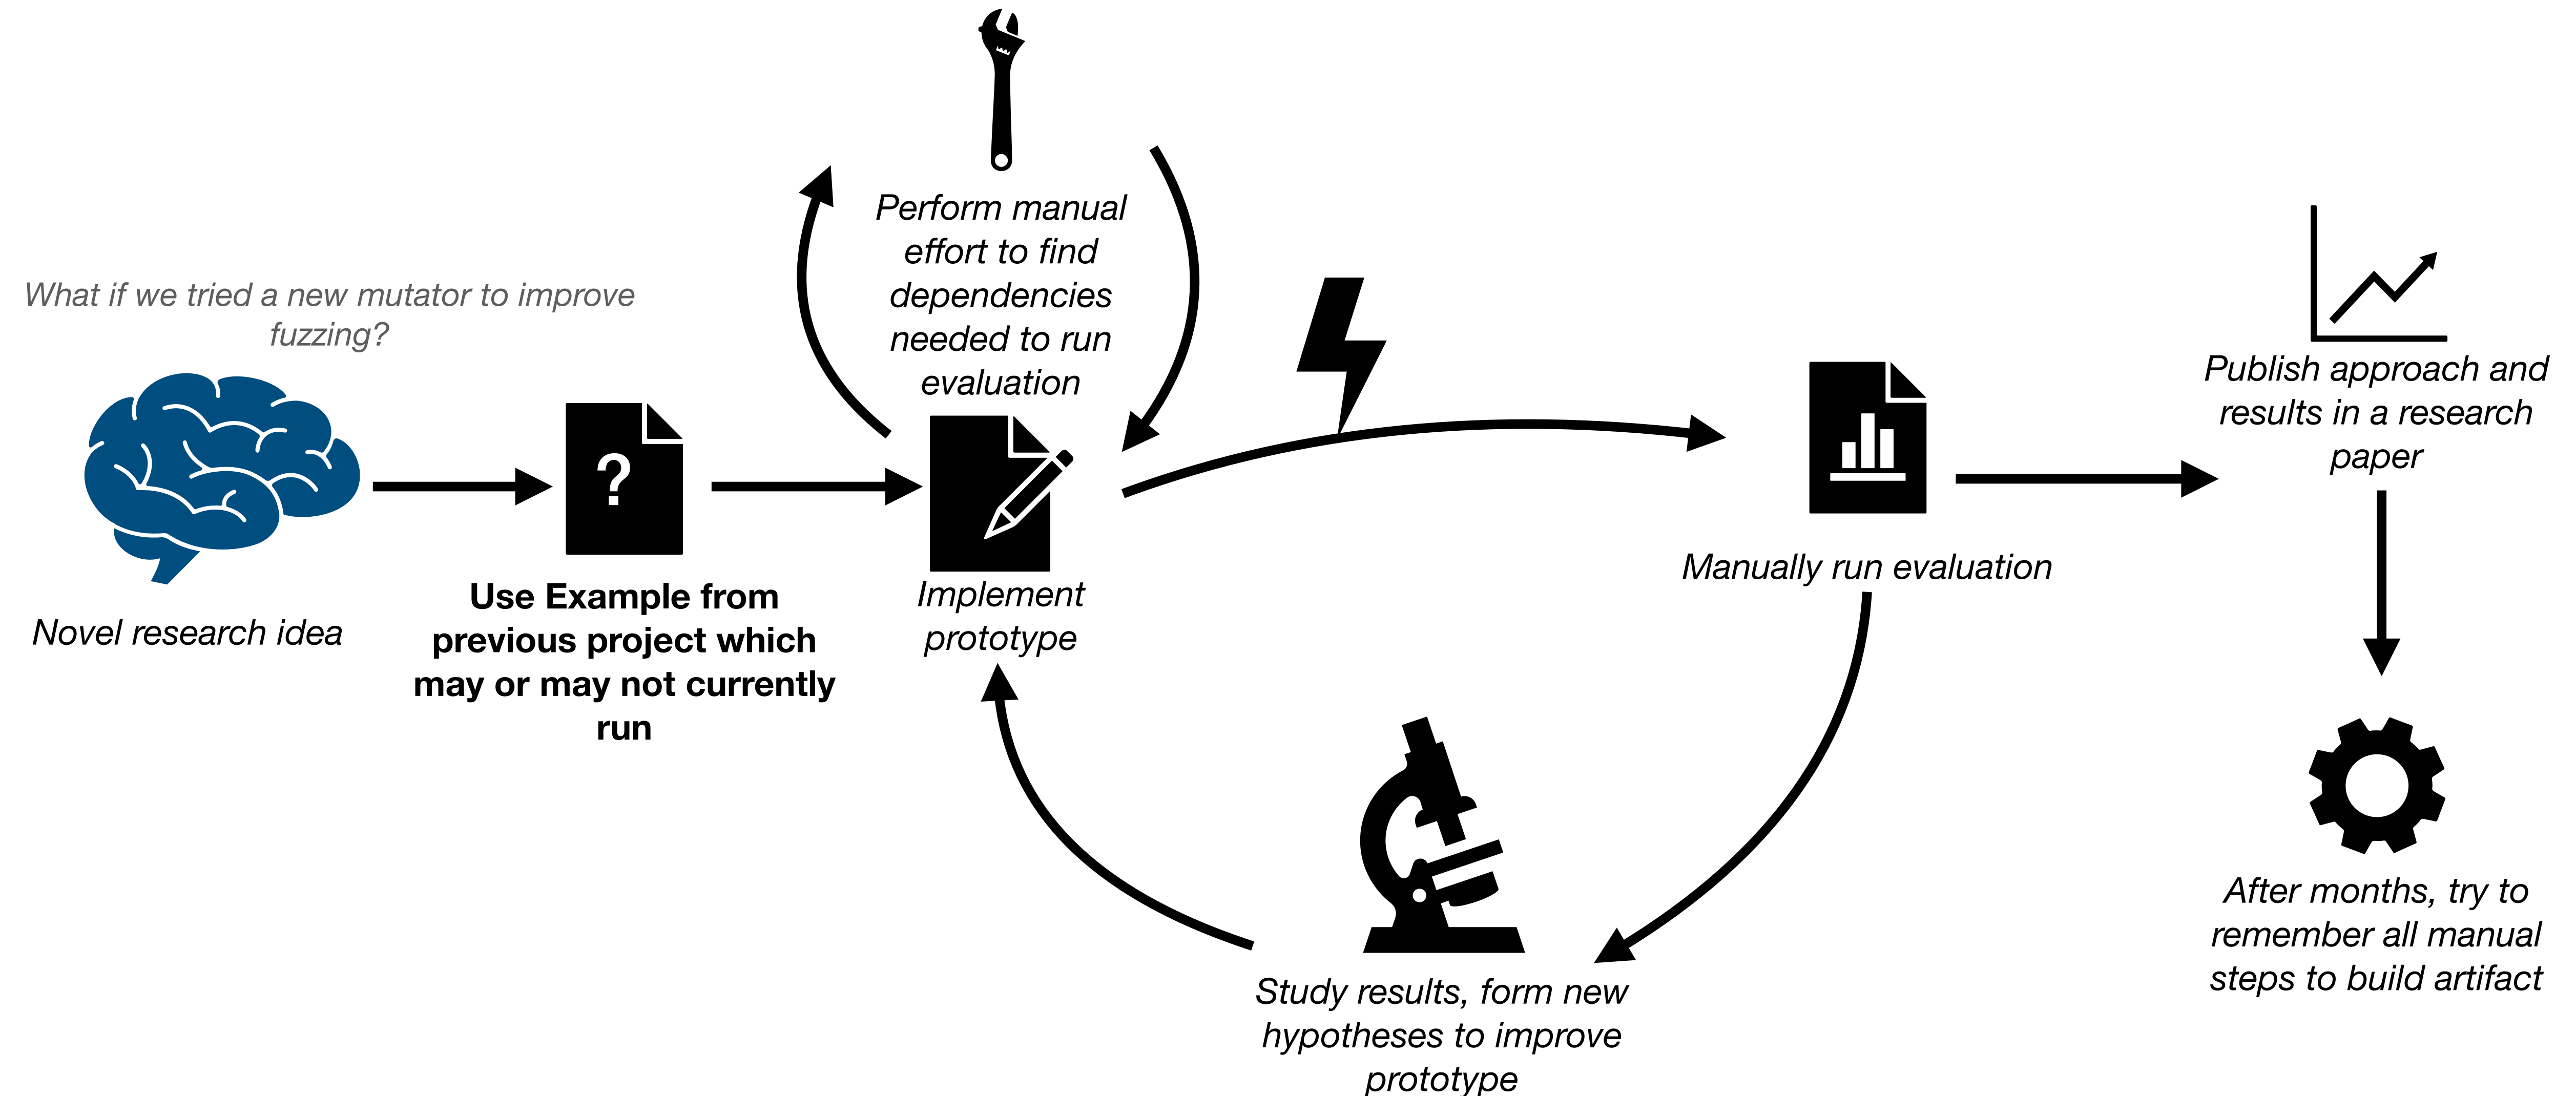 What if we tried a new mutator to improve
fuzzing?
Novel research idea
?
Use Example from
previous project which
may or may not currently
run
Perform manual
effort to find
dependencies
needed to run
evaluation
Implement
prototype
Manually run evaluation
Study results, form new
hypotheses to improve
prototype
Publish approach and
results in a research
paper
After months, try to
remember all manual
steps to build artifact